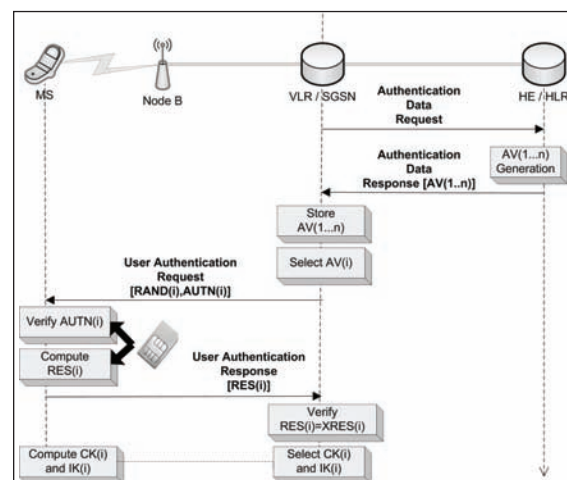 MS
Node B
VLR / SGSN
HE / HLR
Authentication
Data
Request
AV(1...n)
Generation
Authentication
Data
Response [AV(1..n)]
Store
AV(1...n)
Select AV(i)
User Authentication
Request
[RAND(i),AUTN(i)]
Verify AUTN(i)
Compute
RES(i)
User Authentication
Response
[RES(i)]
Verify
RES(i)=XRES(i)
Compute CK(i)
and IK(i)
Select CK(i)
and IK(i)